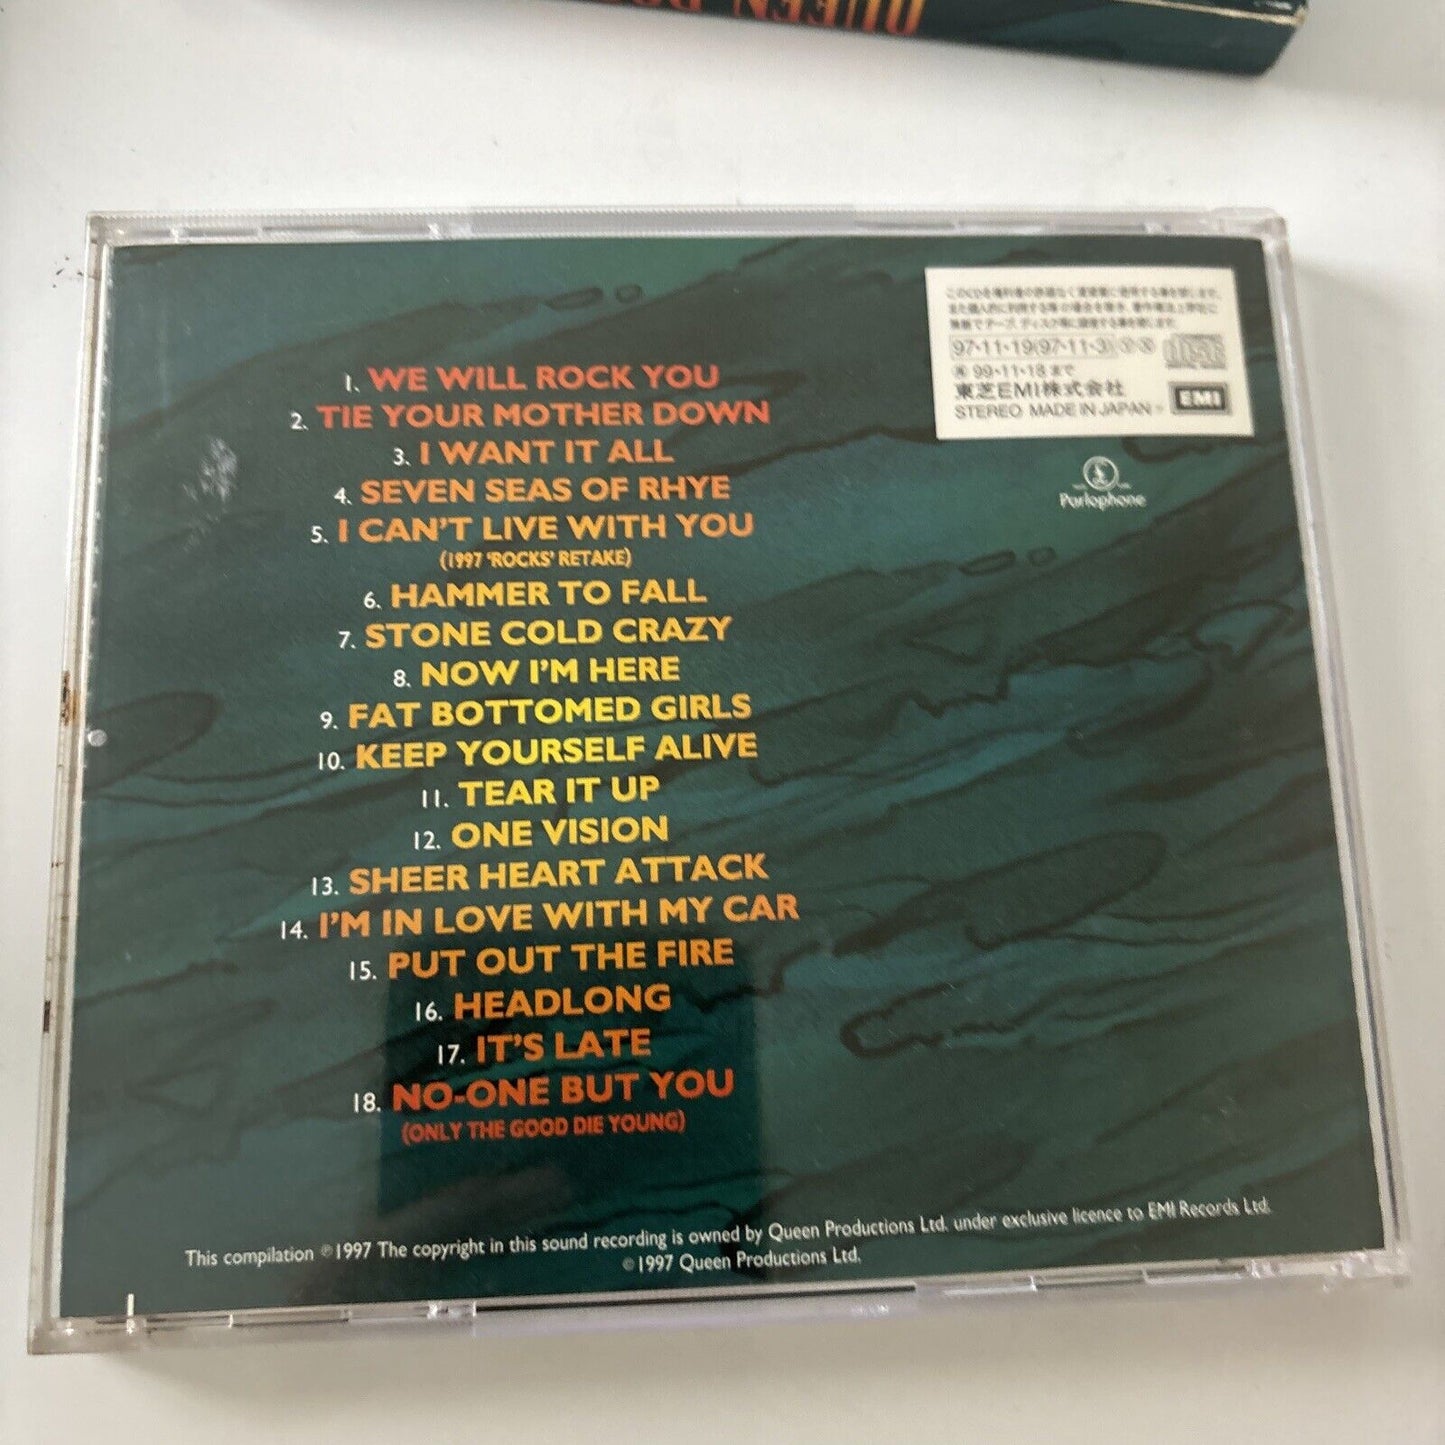 QUEEN
1. WE WILL ROCK YOU
2. TIE YOUR MOTHER DOWN
3. I WANT IT ALL
4. SEVEN SEAS OF RHYE
5. I CAN'T LIVE WITH YOU
(1997 'ROCKS' RETAKE)
6. HAMMER TO FALL
7. STONE COLD CRAZY
8. NOW I'M HERE
9. FAT BOTTOMED GIRLS
10. KEEP YOURSELF ALIVE
11. TEAR IT UP
12. ONE VISION
13. SHEER HEART ATTACK
14. I'M IN LOVE WITH MY CAR
15. PUT OUT THE FIRE
16. HEADLONG
17. IT'S LATE
18. NO-ONE BUT YOU
(ONLY THE GOOD DIE YOUNG)
97・11・19(97・11・3)
99・11・18まで
東芝EMI株式会社
STEREO MADE IN JAPAN
EMI
Parlophone
This compilation ℗1997 The copyright in this sound recording is owned by Queen Productions Ltd. under exclusive licence to EMI Records Ltd.
©1997 Queen Productions Ltd.